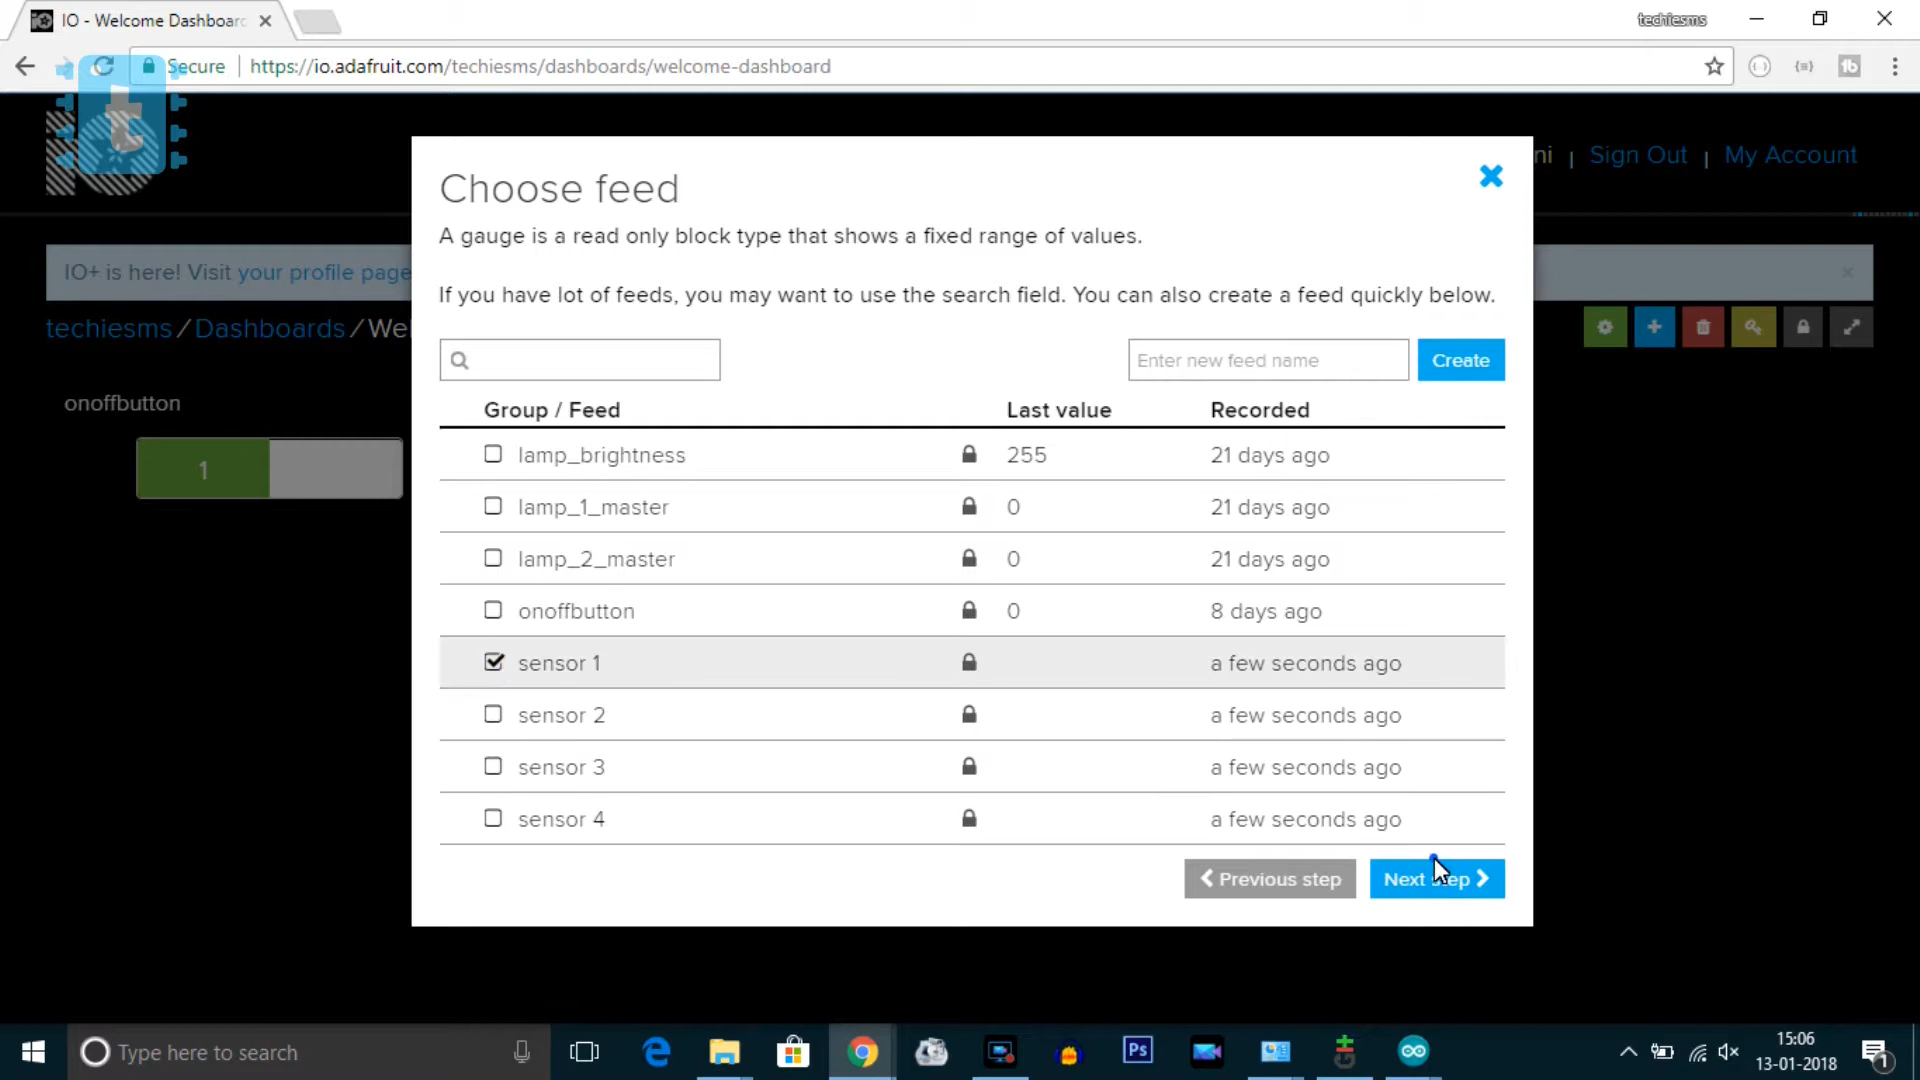 IO - Welcome Dashboard
techiesms
Secure
https://io.adafruit.com/techiesms/dashboards/welcome-dashboard
t
ni | Sign Out | My Account
Choose feed
A gauge is a read only block type that shows a fixed range of values.
IO+ is here! Visit your profile page
If you have lot of feeds, you may want to use the search field. You can also create a feed quickly below.
techiesms / Dashboards / Wel
Enter new feed name
Create
onoffbutton
1
Group / Feed Last value Recorded
lamp_brightness 255 21 days ago
lamp_1_master 0 21 days ago
lamp_2_master 0 21 days ago
onoffbutton 0 8 days ago
sensor 1 a few seconds ago
sensor 2 a few seconds ago
sensor 3 a few seconds ago
sensor 4 a few seconds ago
Previous step
Next step
Type here to search
Ps
15:06
13-01-2018
1